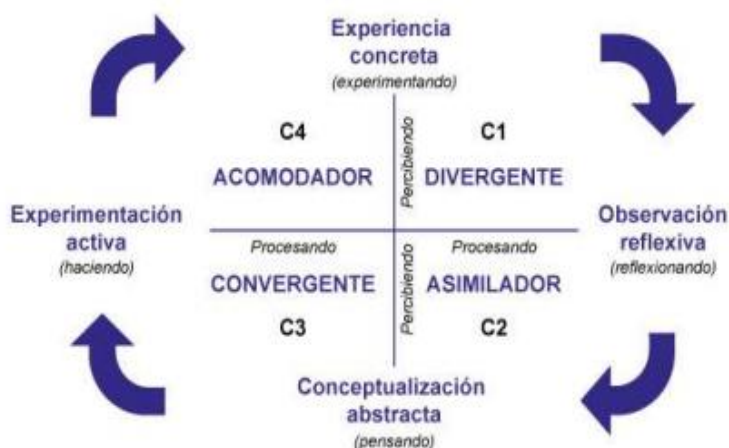 Experiencia
concreta
(experimentando)
C4
C1
Percibiendo
ACOMODADOR
DIVERGENTE
Experimentación
activa
(haciendo)
Observación
reflexiva
(reflexionando)
Procesando
Procesando
Percibiendo
CONVERGENTE
ASIMILADOR
C3
C2
Conceptualización
abstracta
(pensando)